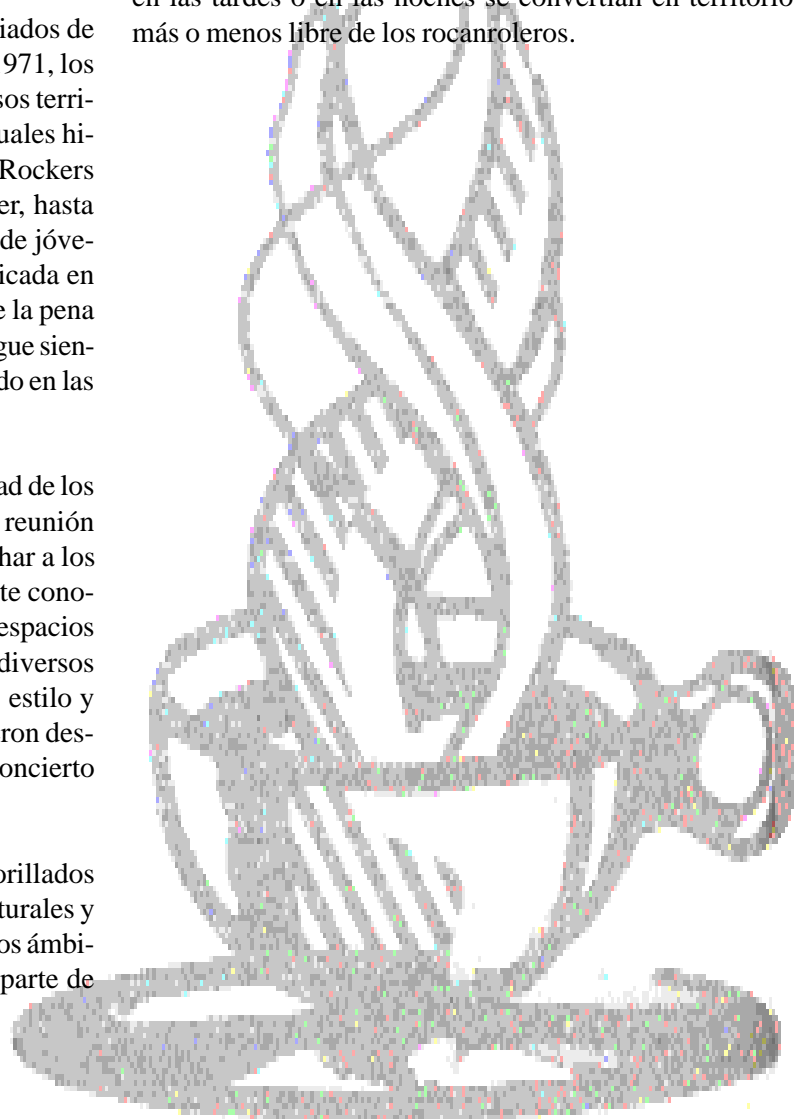 iados de
971, los
sos terri-
uales hi-
Rockers
er, hasta
de jóve-
icada en
e la pena
gue sien-
do en las
ad de los
reunión
har a los
te cono-
espacios
diversos
estilo y
ron des-
oncierto
orillados
turales y
os ámbi-
parte de
en las tardes o en las noches se convertían en territorio
más o menos libre de los rocanroleros.